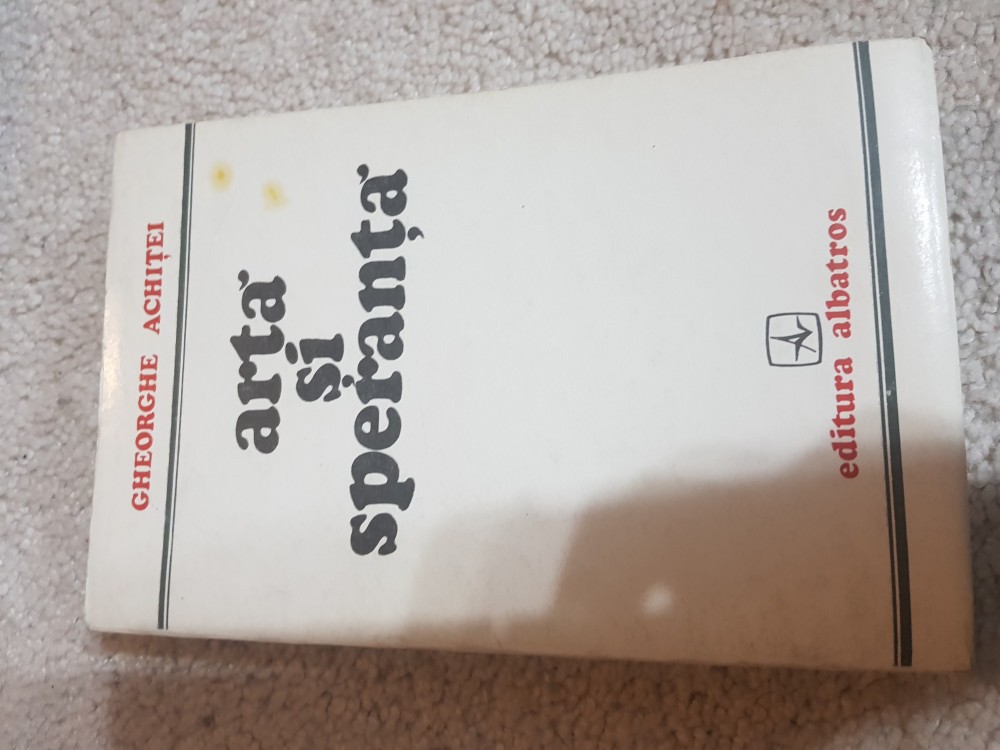 GHEORGHE ACHIȚEI
artă
și
speranță
editura albatros